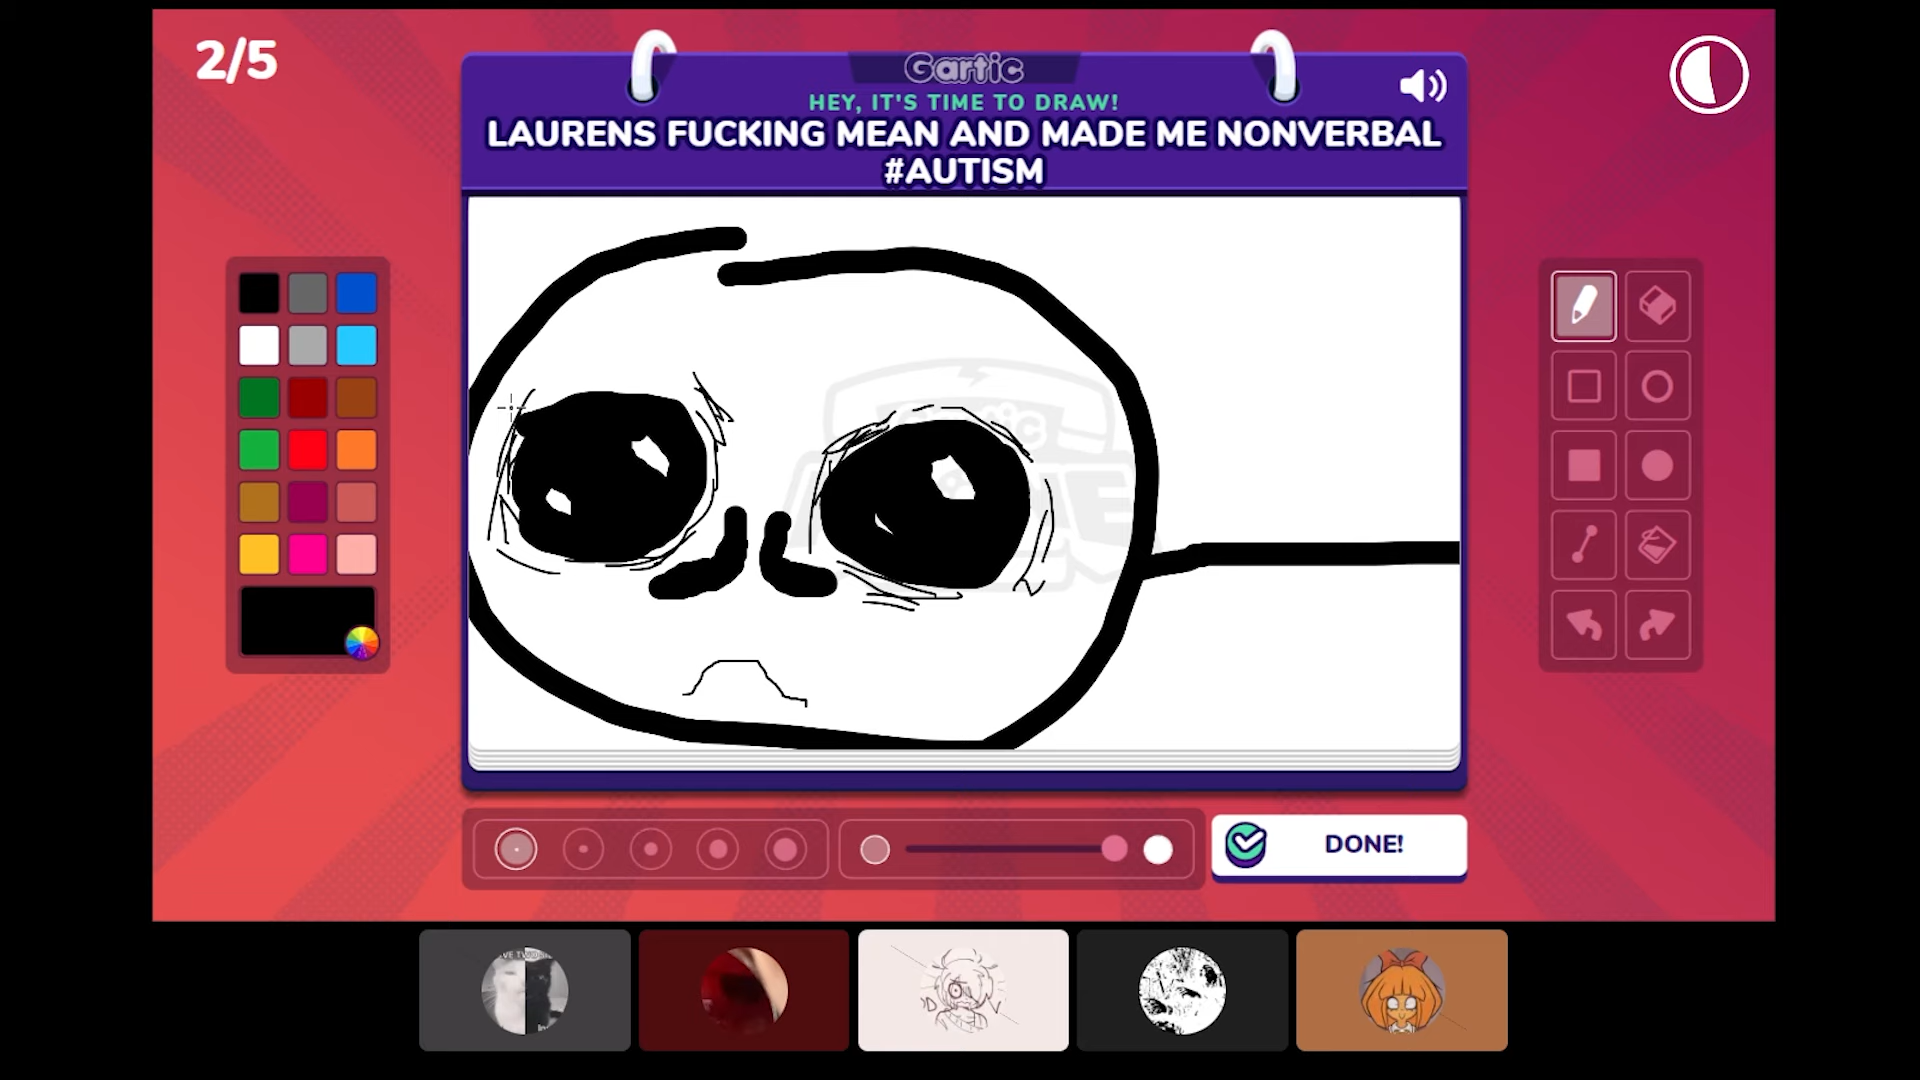 2/5
Gartic
HEY, IT'S TIME TO DRAW!
LAURENS FUCKING MEAN AND MADE ME NONVERBAL
#AUTISM
DONE!